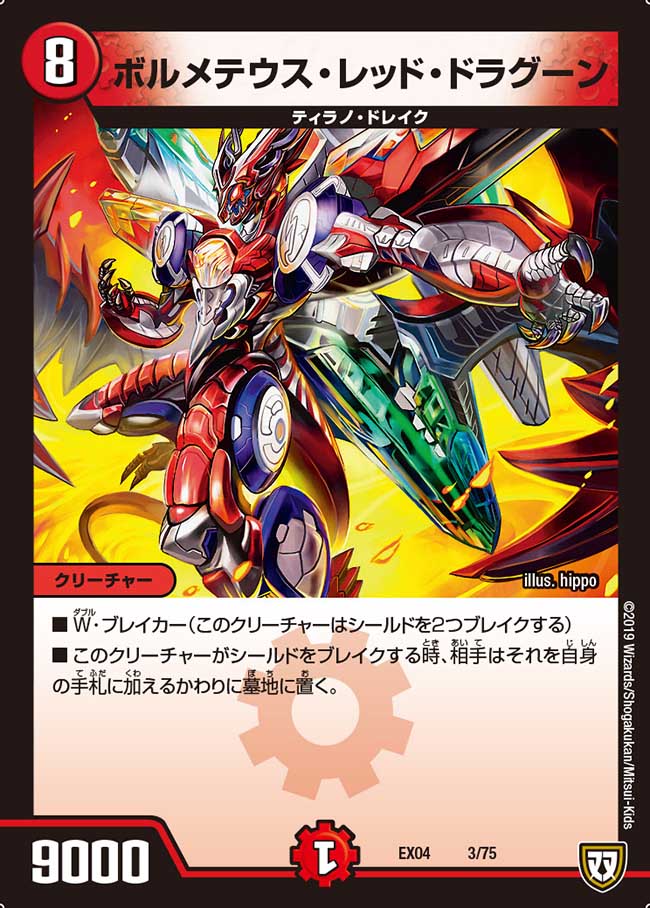 8
ボルメテウス・レッド・ドラグーン
ティラノ・ドレイク
クリーチャー
illus. hippo
■W・ブレイカー(このクリーチャーはシールドを2つブレイクする)
■このクリーチャーがシールドをブレイクする時、相手はそれを自身
の手札に加えるかわりに墓地に置く。
©2019 Wizards/Shogakukan/Mitsui-Kids
9000
1
EX04 3/75